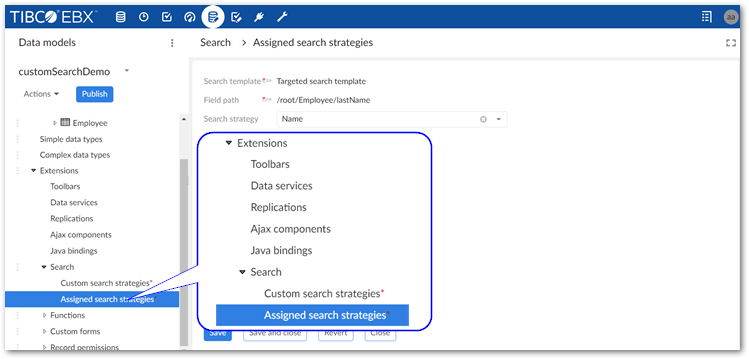 TIBCO EBX™
aa
Data models
Search > Assigned search strategies
customSearchDemo
Actions
Publish
Search template* Targeted search template
Field path* /root/Employee/lastName
Search strategy Name
Employee
Simple data types
Complex data types
Extensions
Toolbars
Data services
Replications
Ajax components
Java bindings
Search
Custom search strategies*
Assigned search strategies*
Functions
Custom forms
Record permissions
Extensions
Toolbars
Data services
Replications
Ajax components
Java bindings
Search
Custom search strategies*
Assigned search strategies*
Save Save and close Revert Close